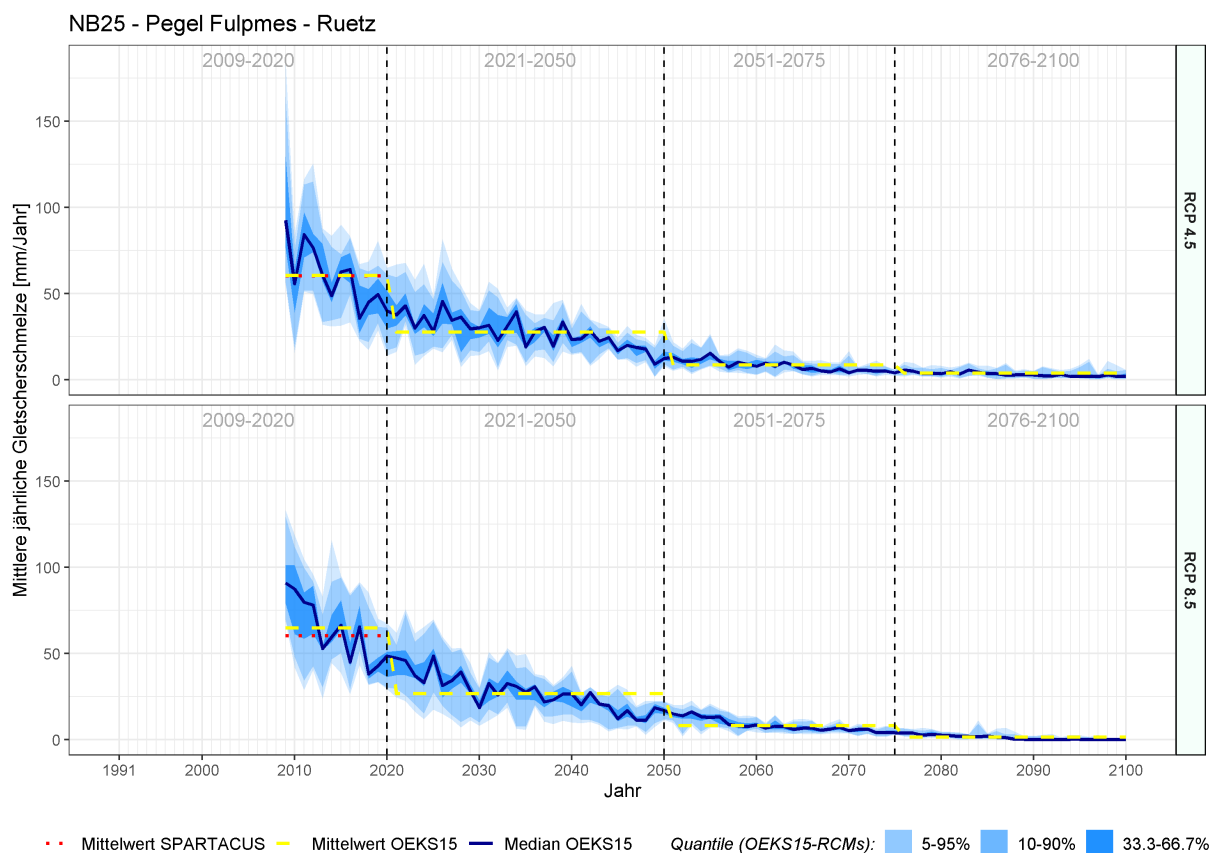 NB25 - Pegel Fulpmes - Ruetz
2009-2020 2021-2050 2051-2075 2076-2100
150
100
50
0
RCP 4.5
Mittlere jährliche Gletscherschmelze [mm/Jahr]
2009-2020 2021-2050 2051-2075 2076-2100
150
100
50
0
RCP 8.5
1991 2000 2010 2020 2030 2040 2050 2060 2070 2080 2090 2100
Jahr
Mittelwert SPARTACUS Mittelwert OEKS15 Median OEKS15 Quantile (OEKS15-RCMs): 5-95% 10-90% 33.3-66.7%